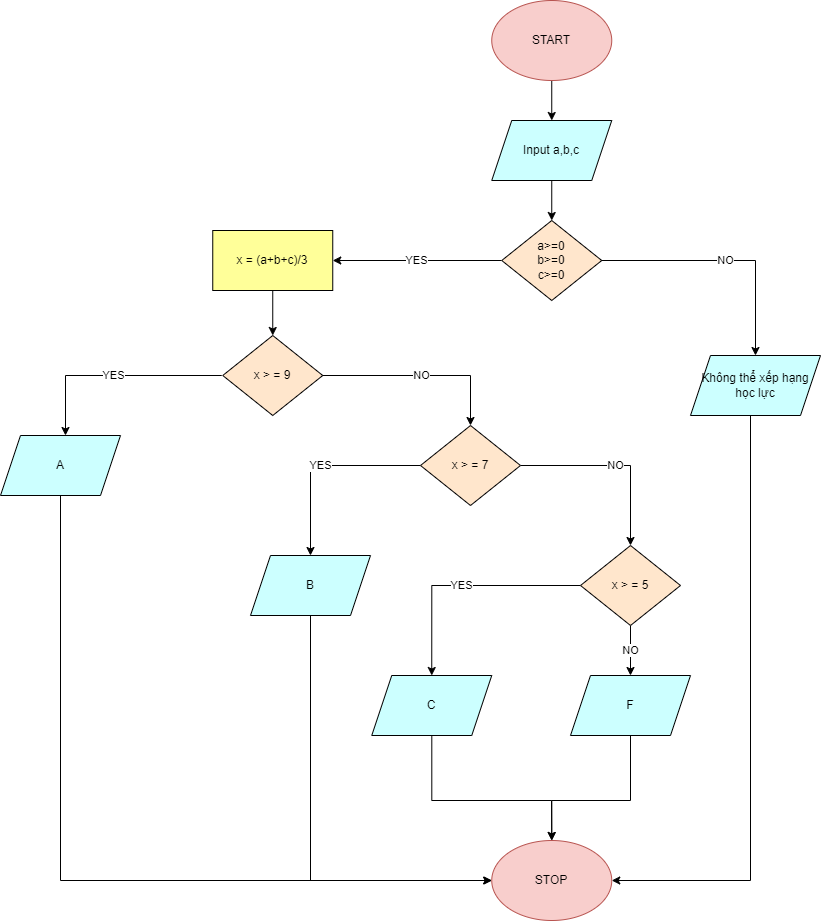 START
Input a,b,c
a>=0
b>=0
c>=0
YES
NO
x = (a+b+c)/3
x > = 9
YES
NO
Không thể xếp hạng
học lực
A
x > = 7
YES
NO
B
x > = 5
YES
NO
C
F
STOP